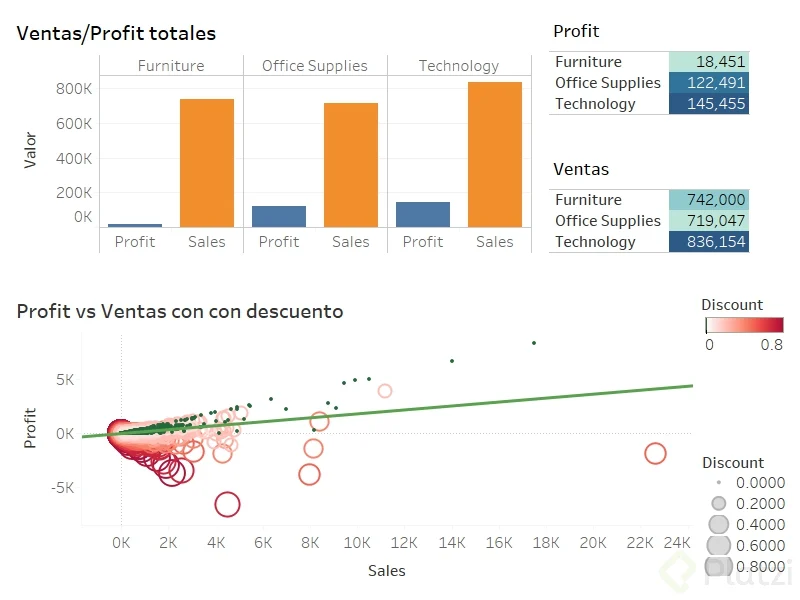 Ventas/Profit totales
Furniture Office Supplies Technology
Valor
800K
600K
400K
200K
0K
Profit Sales Profit Sales Profit Sales
Profit
Furniture 18,451
Office Supplies 122,491
Technology 145,455
Ventas
Furniture 742,000
Office Supplies 719,047
Technology 836,154
Profit vs Ventas con con descuento
Profit
5K
0K
-5K
0K 2K 4K 6K 8K 10K 12K 14K 16K 18K 20K 22K 24K
Sales
Discount
0 0.8
Discount
0.0000
0.2000
0.4000
0.6000
0.8000
Platzi